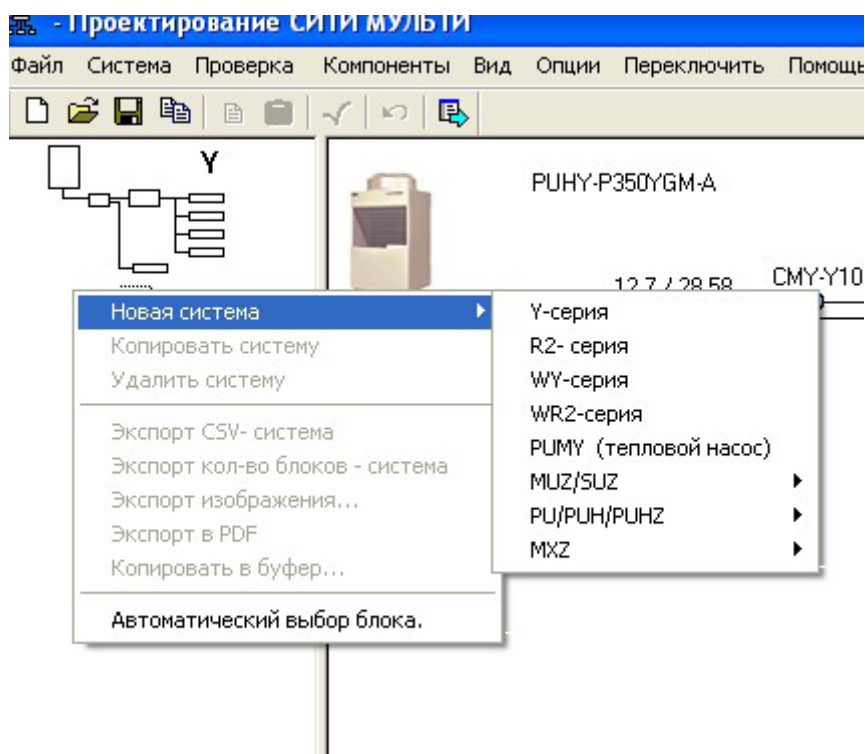 - Проектирование СИТИ МУЛЬТИ
Файл Система Проверка Компоненты Вид Опции Переключить Помощь
Y
PUHY-P350YGM-A
12.7 / 28.58
CMY-Y10
Новая система
Копировать систему
Удалить систему
Экспорт CSV- система
Экспорт кол-во блоков - система
Экспорт изображения...
Экспорт в PDF
Копировать в буфер...
Автоматический выбор блока.
Y-серия
R2- серия
WY-серия
WR2-серия
PUMY (тепловой насос)
MUZ/SUZ
PU/PUH/PUHZ
MXZ